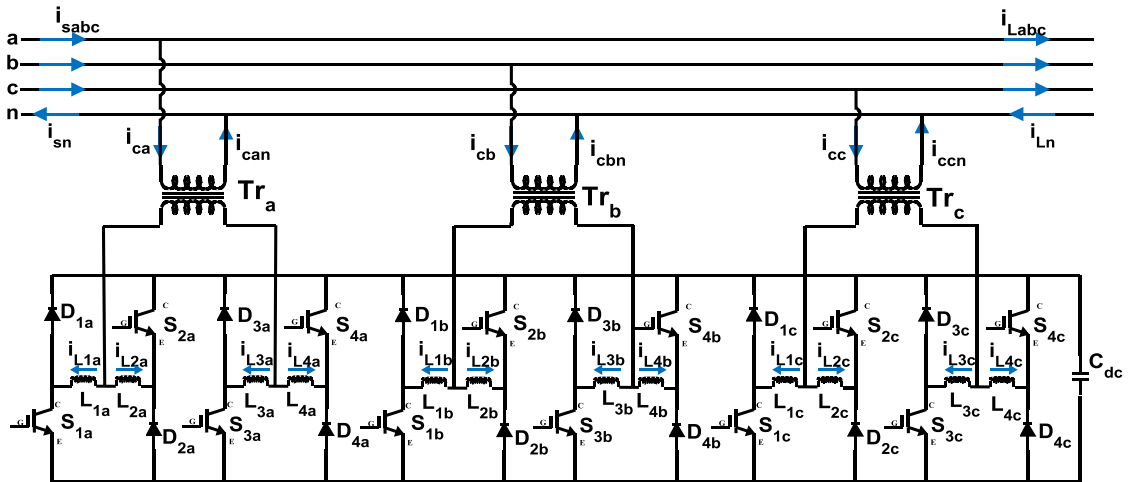 i_sabc i_Labc
a
b
c
n
i_sn i_ca i_can i_cb i_cbn i_cc i_ccn i_Ln
Tr_a Tr_b Tr_c
D_1a C G E S_2a D_3a C G E S_4a D_1b C G E S_2b D_3b C G E S_4b D_1c C G E S_2c D_3c C G E S_4c
i_L1a i_L2a i_L3a i_L4a i_L1b i_L2b i_L3b i_L4b i_L1c i_L2c i_L3c i_L4c C_dc
L_1a L_2a L_3a L_4a L_1b L_2b L_3b L_4b L_1c L_2c L_3c L_4c
G C E S_1a D_2a G C E S_3a D_4a G C E S_1b D_2b G C E S_3b D_4b G C E S_1c D_2c G C E S_3c D_4c